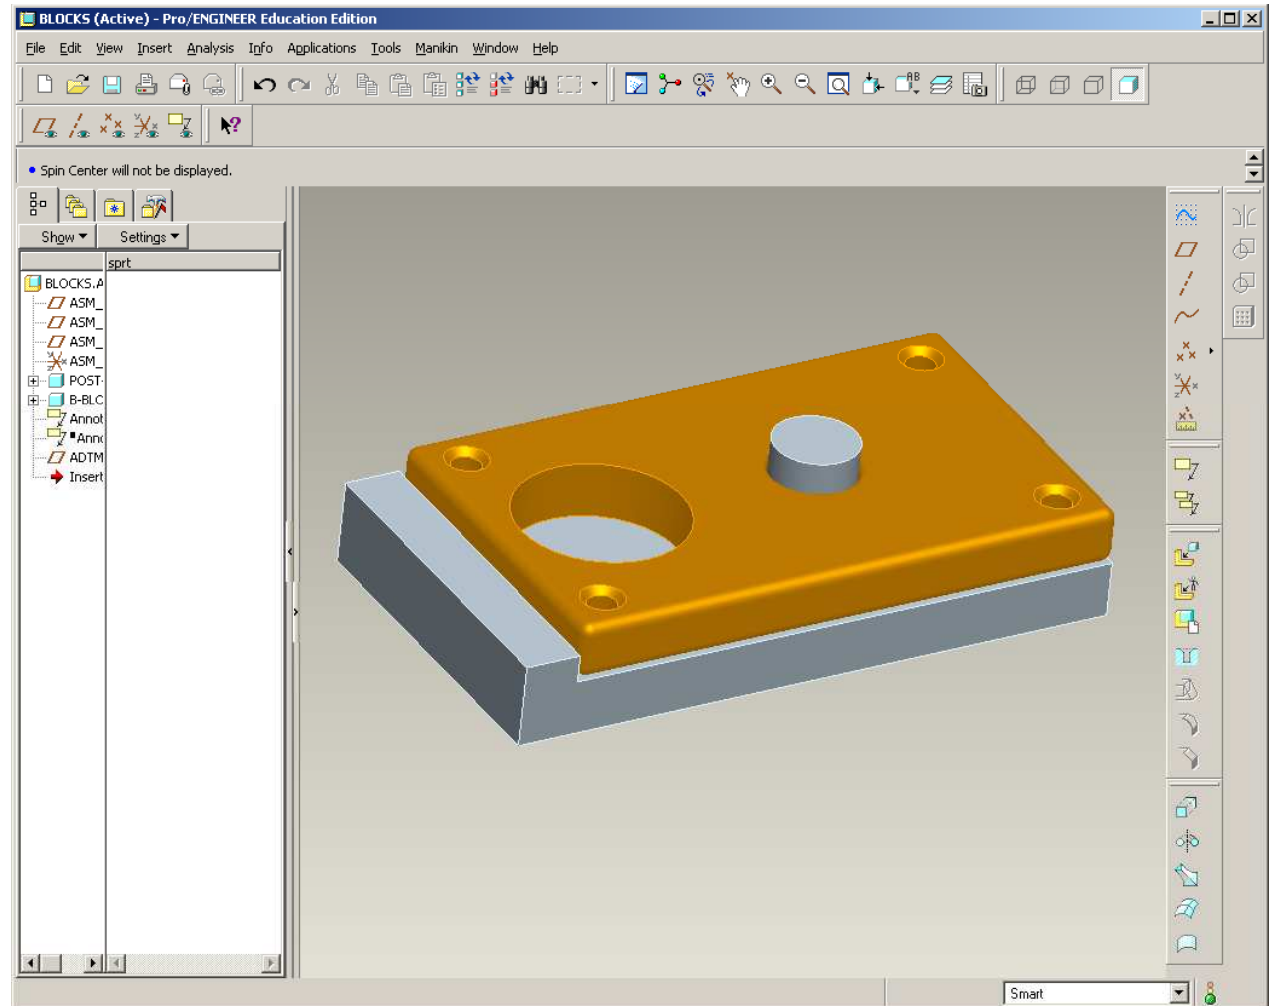 BLOCKS (Active) - Pro/ENGINEER Education Edition
File Edit View Insert Analysis Info Applications Tools Manikin Window Help
• Spin Center will not be displayed.
Show Settings
sprt
BLOCKS.A
ASM_
ASM_
ASM_
ASM_
POST-
B-BLC
Annot
Anno
ADTM
Insert
Smart